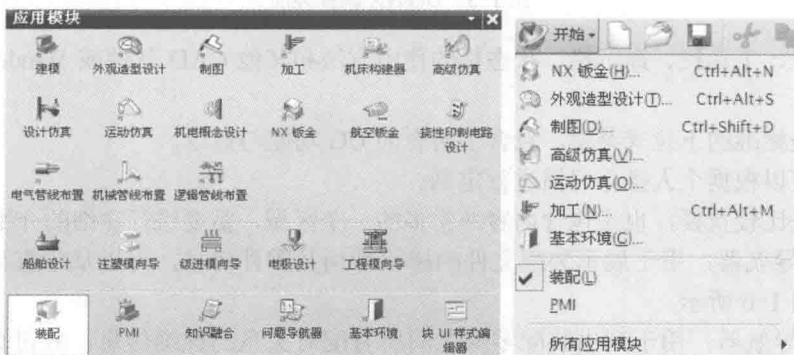 应用模块
建模 外观造型设计 制图 加工 机床构建器 高级仿真
设计仿真 运动仿真 机电概念设计 NX 钣金 航空钣金 挠性印制电路
设计
电气管线布置 机械管线布置 逻辑管线布置
船舶设计 注塑模向导 级进模向导 电极设计 工程模向导
装配 PMI 知识融合 问题导航器 基本环境 块 UI 样式编
辑器
开始
NX 钣金(H)... Ctrl+Alt+N
外观造型设计(T)... Ctrl+Alt+S
制图(D)... Ctrl+Shift+D
高级仿真(V)...
运动仿真(O)...
加工(N)... Ctrl+Alt+M
基本环境(G)...
装配(L)
PMI
所有应用模块